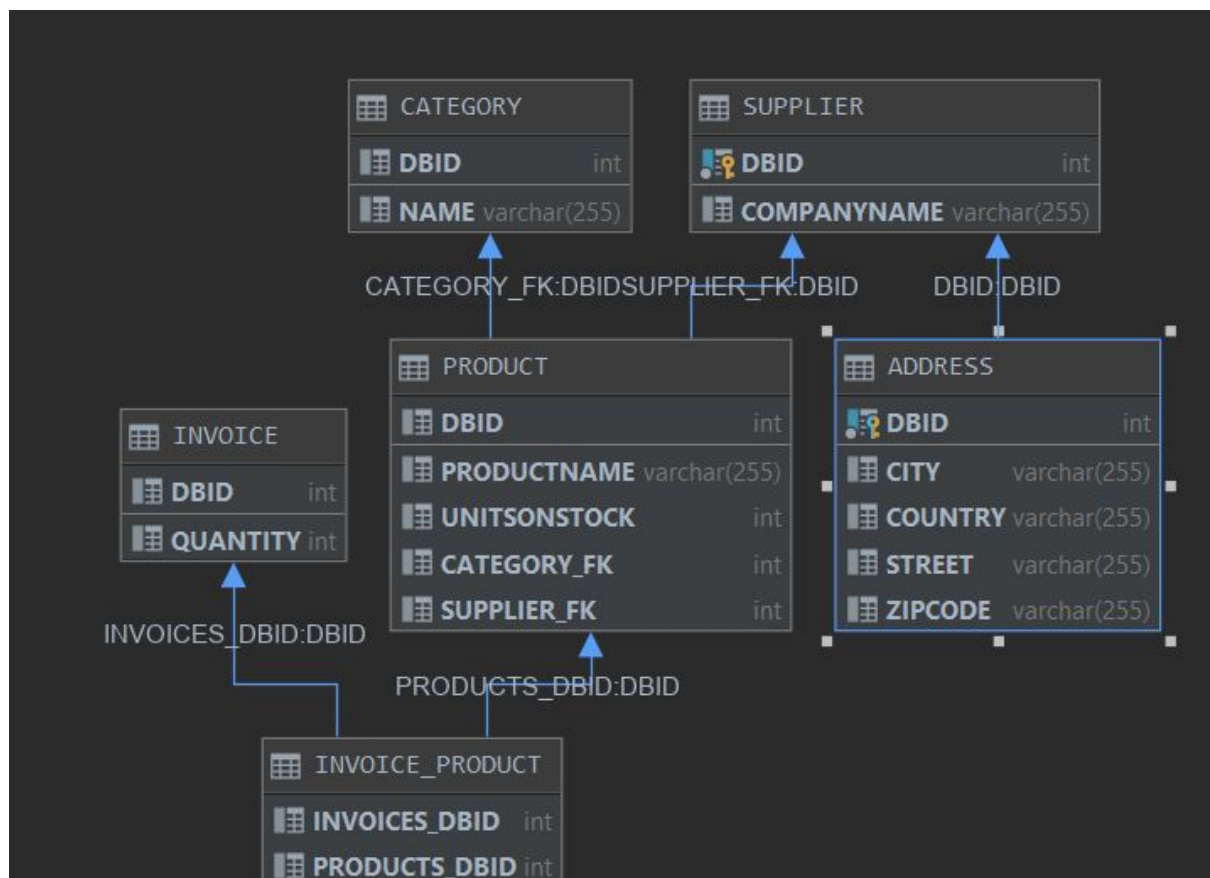 CATEGORY
DBID int
NAME varchar(255)
SUPPLIER
DBID int
COMPANYNAME varchar(255)
CATEGORY_FK:DBID
SUPPLIER_FK:DBID
DBID:DBID
PRODUCT
DBID int
PRODUCTNAME varchar(255)
UNITSONSTOCK int
CATEGORY_FK int
SUPPLIER_FK int
ADDRESS
DBID int
CITY varchar(255)
COUNTRY varchar(255)
STREET varchar(255)
ZIPCODE varchar(255)
INVOICE
DBID int
QUANTITY int
INVOICES_DBID:DBID
PRODUCTS_DBID:DBID
INVOICE_PRODUCT
INVOICES_DBID int
PRODUCTS_DBID int